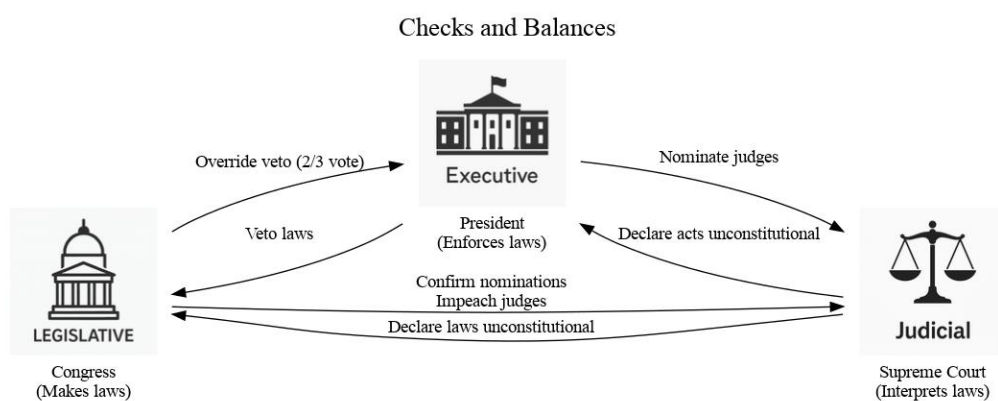 Checks and Balances
Override veto (2/3 vote)
Executive
Nominate judges
President
(Enforces laws)
Veto laws
Declare acts unconstitutional
Confirm nominations
Impeach judges
Declare laws unconstitutional
LEGISLATIVE
Congress
(Makes laws)
Judicial
Supreme Court
(Interprets laws)